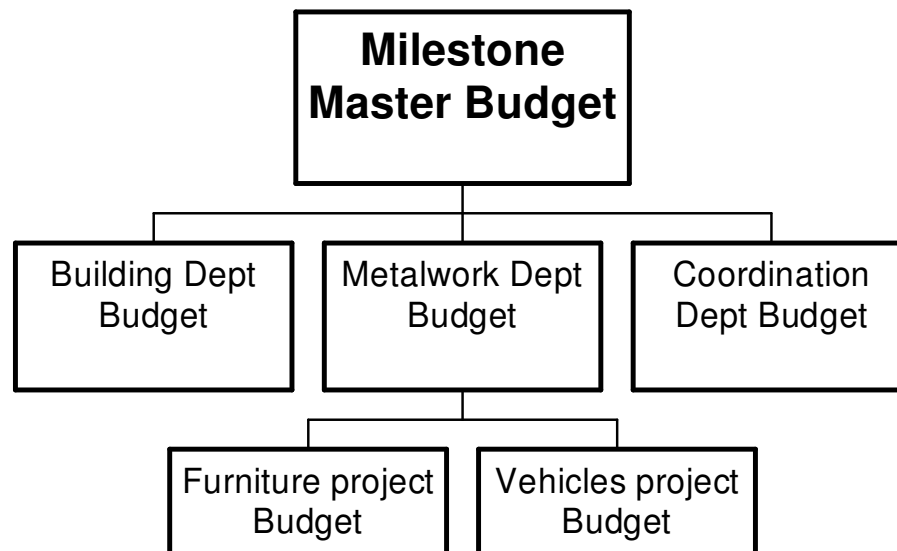 Milestone
Master Budget
Building Dept
Budget
Metalwork Dept
Budget
Coordination
Dept Budget
Furniture project
Budget
Vehicles project
Budget